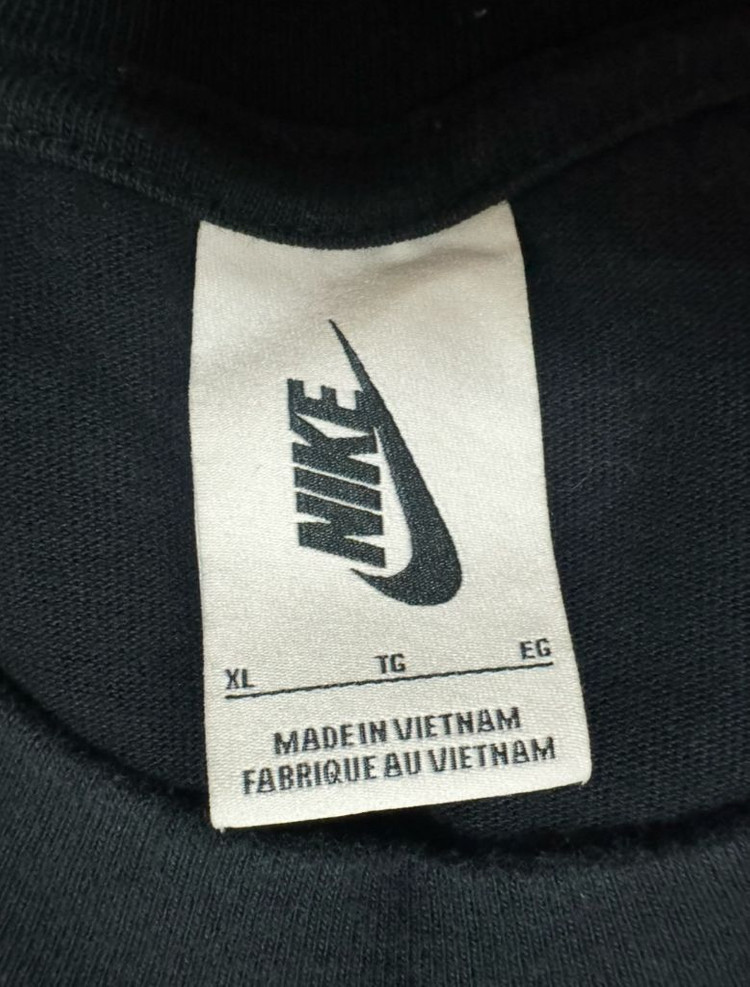 NIKE
XL TG EG
MADE IN VIETNAM
FABRIQUE AU VIETNAM